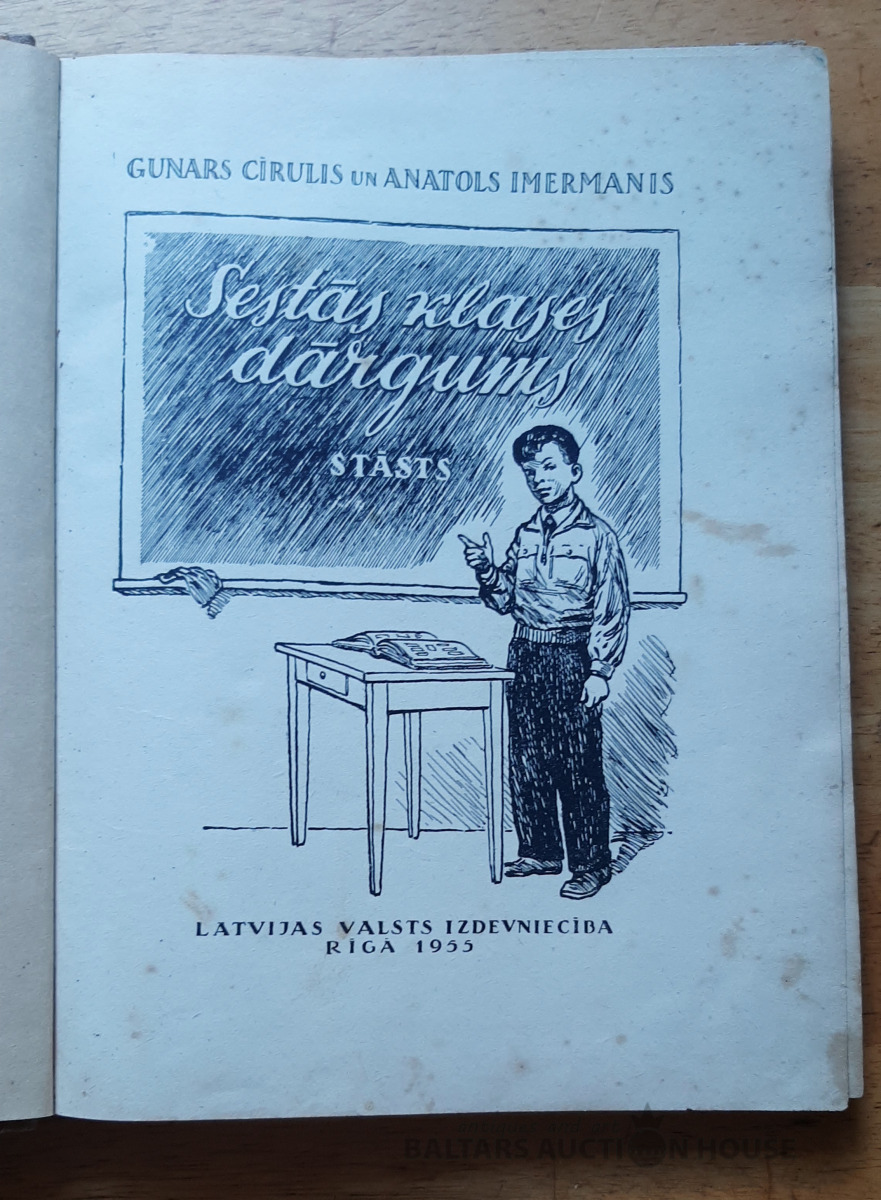 GUNARS CĪRULIS UN ANATOLS IMERMANIS
Sestās klases
dārgums
STĀSTS
LATVIJAS VALSTS IZDEVNIECĪBA
RĪGĀ 1955
BALTARS AUCTION HOUSE